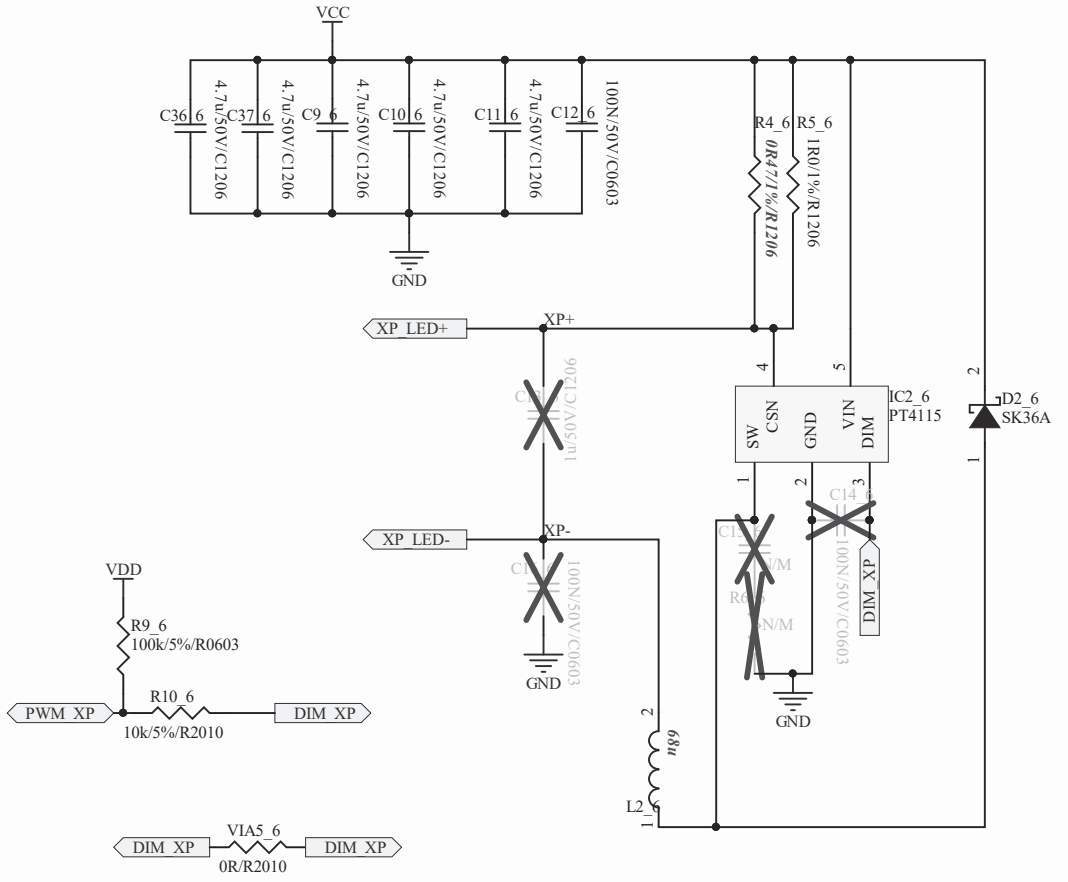 VCC
C36_6
4.7u/50V/C1206
C37_6
4.7u/50V/C1206
C9_6
4.7u/50V/C1206
C10_6
4.7u/50V/C1206
C11_6
4.7u/50V/C1206
C12_6
100N/50V/C0603
GND
R4_6
0R47/1%/R1206
R5_6
1R0/1%/R1206
XP_LED+
XP+
1u/50V/C1206
4
5
IC2_6
PT4115
SW
CSN
GND
VIN
DIM
1
2
3
2
D2_6
SK36A
1
C14_6
100N/50V/C0603
DIM_XP
N/M
N/M
GND
XP_LED-
XP-
100N/50V/C0603
GND
2
68u
L2_6
1
VDD
R9_6
100k/5%/R0603
PWM_XP
R10_6
10k/5%/R2010
DIM_XP
DIM_XP
VIA5_6
0R/R2010
DIM_XP